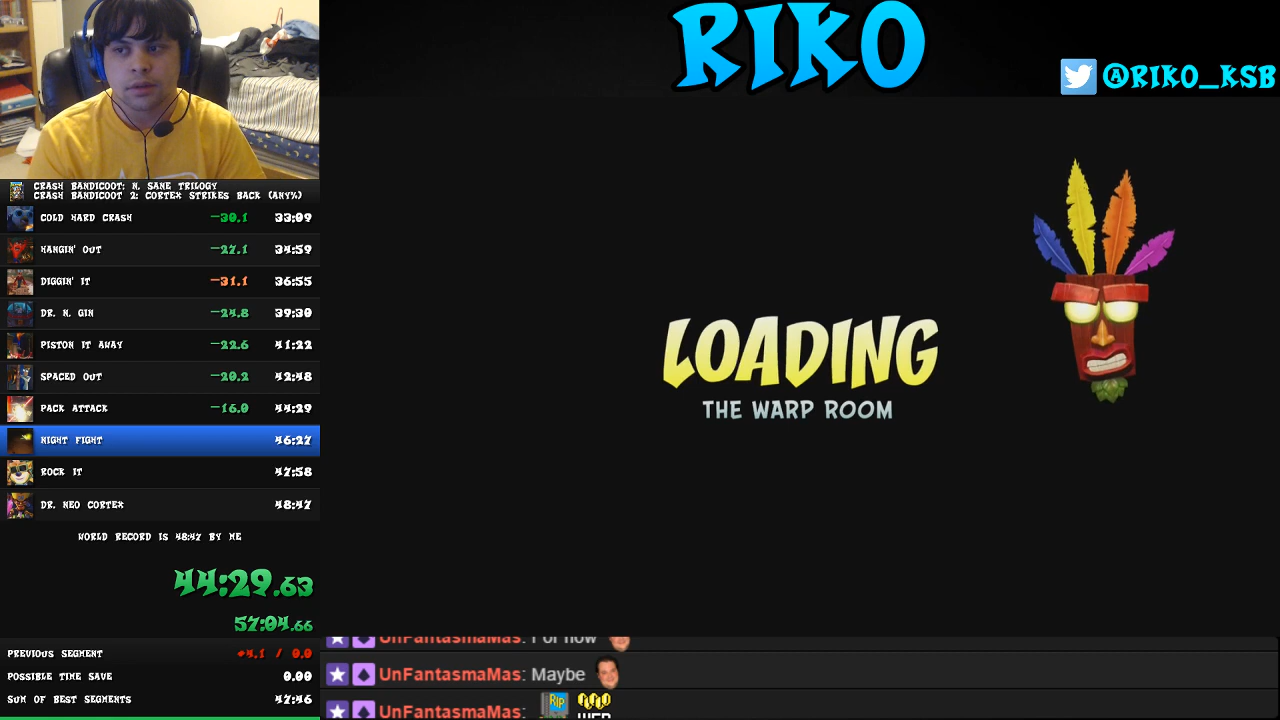 RIKO
@RIKO_KSB
CRASH BANDICOOT: N. SANE TRILOGY
CRASH BANDICOOT 2: CORTEX STRIKES BACK (ANY%)
COLD HARD CRASH -30.1 33:09
HANGIN' OUT -27.1 34:59
DIGGIN' IT -31.1 36:55
DR. N. GIN -24.8 39:30
PISTON IT AWAY -22.6 41:22
SPACED OUT -20.2 42:48
PACK ATTACK -16.0 44:29
NIGHT FIGHT 46:27
ROCK IT 47:58
DR. NEO CORTEX 48:47
WORLD RECORD IS 48:47 BY ME
44:29.63
57:04.66
PREVIOUS SEGMENT +4.1 / 0.0
POSSIBLE TIME SAVE 0.00
SUM OF BEST SEGMENTS 47:46
LOADING
THE WARP ROOM
UnFantasmaMas: For now
UnFantasmaMas: Maybe
UnFantasmaMas:
RIP